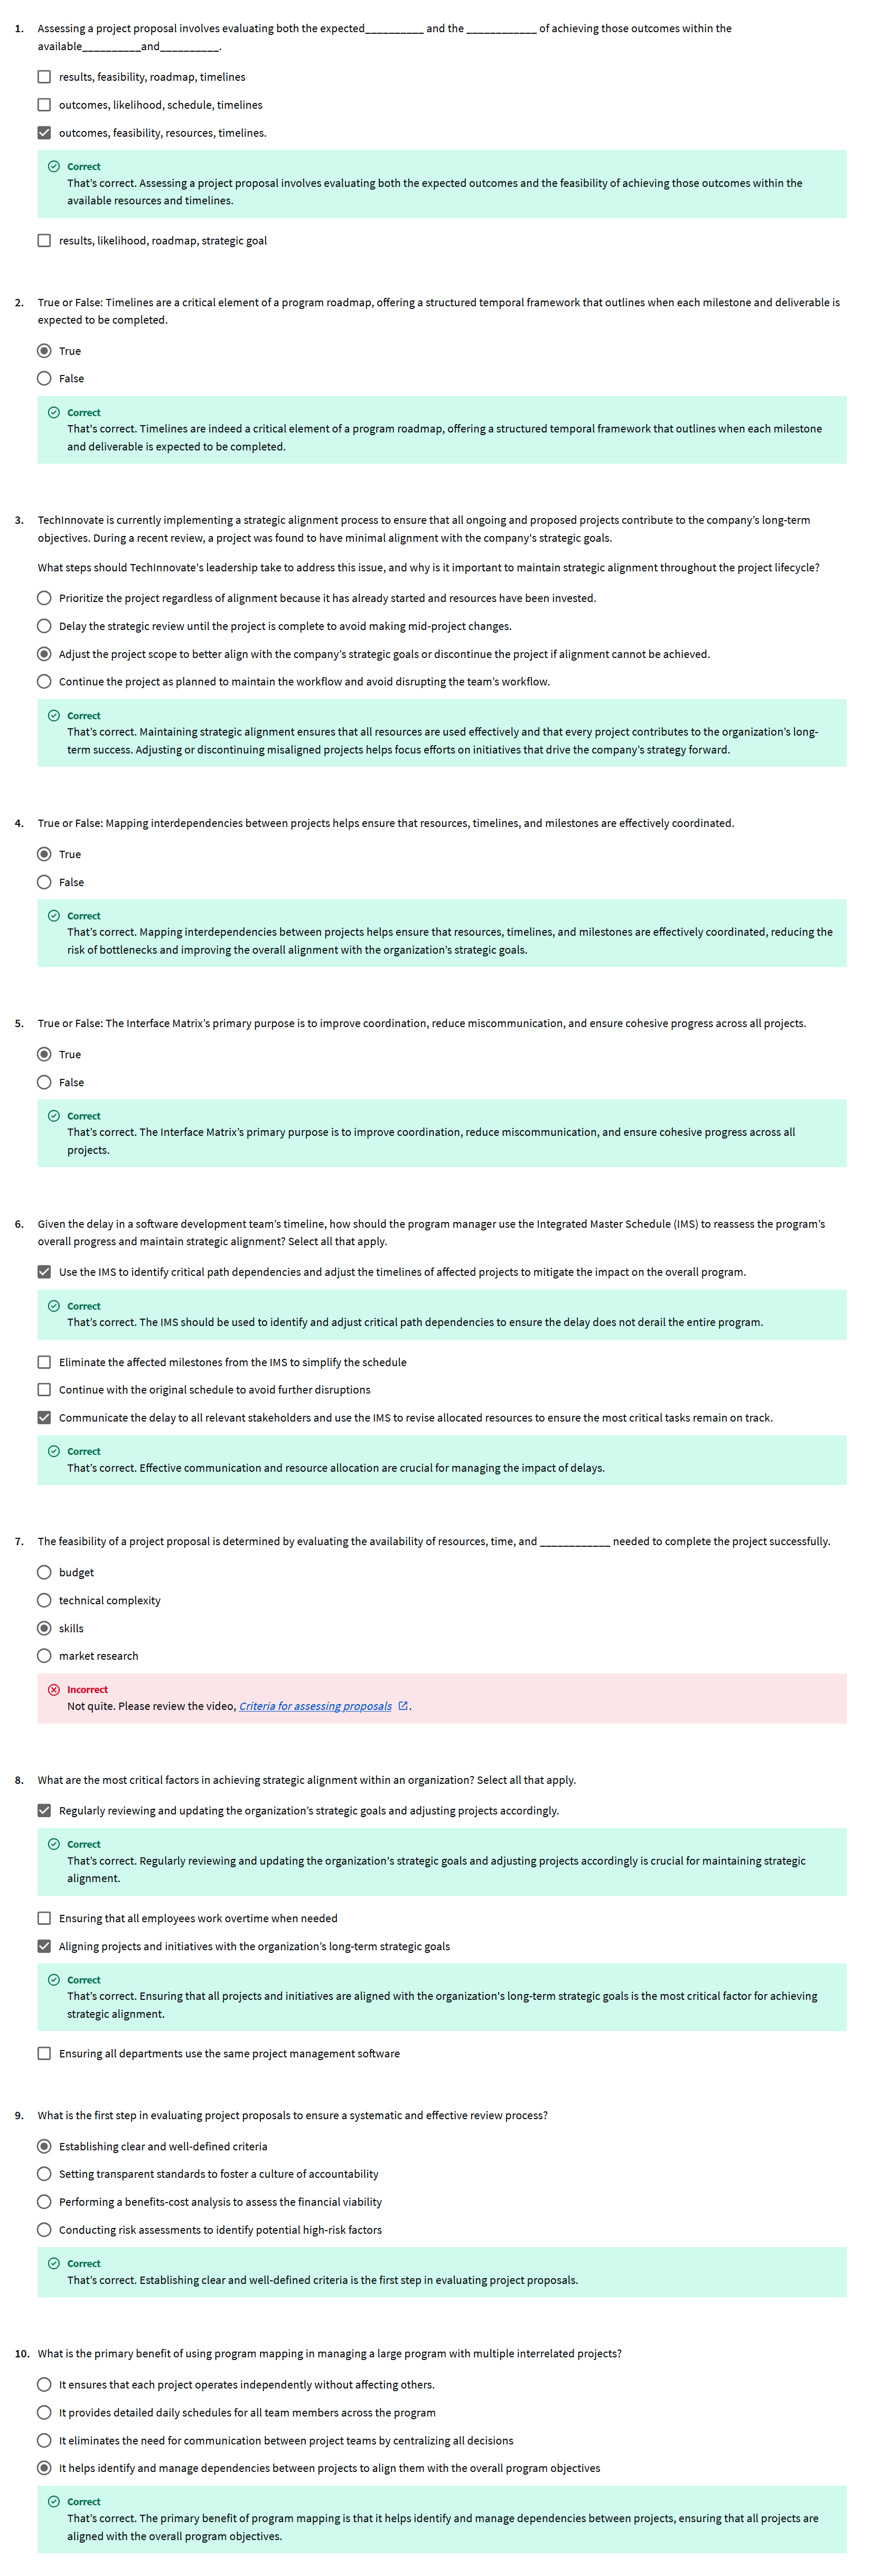 1. Assessing a project proposal involves evaluating both the expected__________ and the ____________ of achieving those outcomes within the
available__________and__________.
results, feasibility, roadmap, timelines
outcomes, likelihood, schedule, timelines
outcomes, feasibility, resources, timelines.
Correct
That's correct. Assessing a project proposal involves evaluating both the expected outcomes and the feasibility of achieving those outcomes within the
available resources and timelines.
results, likelihood, roadmap, strategic goal
2. True or False: Timelines are a critical element of a program roadmap, offering a structured temporal framework that outlines when each milestone and deliverable is
expected to be completed.
True
False
Correct
That's correct. Timelines are indeed a critical element of a program roadmap, offering a structured temporal framework that outlines when each milestone
and deliverable is expected to be completed.
3. TechInnovate is currently implementing a strategic alignment process to ensure that all ongoing and proposed projects contribute to the company's long-term
objectives. During a recent review, a project was found to have minimal alignment with the company's strategic goals.
What steps should TechInnovate's leadership take to address this issue, and why is it important to maintain strategic alignment throughout the project lifecycle?
Prioritize the project regardless of alignment because it has already started and resources have been invested.
Delay the strategic review until the project is complete to avoid making mid-project changes.
Adjust the project scope to better align with the company's strategic goals or discontinue the project if alignment cannot be achieved.
Continue the project as planned to maintain the workflow and avoid disrupting the team's workflow.
Correct
That's correct. Maintaining strategic alignment ensures that all resources are used effectively and that every project contributes to the organization's long-
term success. Adjusting or discontinuing misaligned projects helps focus efforts on initiatives that drive the company's strategy forward.
4. True or False: Mapping interdependencies between projects helps ensure that resources, timelines, and milestones are effectively coordinated.
True
False
Correct
That's correct. Mapping interdependencies between projects helps ensure that resources, timelines, and milestones are effectively coordinated, reducing the
risk of bottlenecks and improving the overall alignment with the organization's strategic goals.
5. True or False: The Interface Matrix's primary purpose is to improve coordination, reduce miscommunication, and ensure cohesive progress across all projects.
True
False
Correct
That's correct. The Interface Matrix's primary purpose is to improve coordination, reduce miscommunication, and ensure cohesive progress across all
projects.
6. Given the delay in a software development team's timeline, how should the program manager use the Integrated Master Schedule (IMS) to reassess the program's
overall progress and maintain strategic alignment? Select all that apply.
Use the IMS to identify critical path dependencies and adjust the timelines of affected projects to mitigate the impact on the overall program.
Correct
That's correct. The IMS should be used to identify and adjust critical path dependencies to ensure the delay does not derail the entire program.
Eliminate the affected milestones from the IMS to simplify the schedule
Continue with the original schedule to avoid further disruptions
Communicate the delay to all relevant stakeholders and use the IMS to revise allocated resources to ensure the most critical tasks remain on track.
Correct
That's correct. Effective communication and resource allocation are crucial for managing the impact of delays.
7. The feasibility of a project proposal is determined by evaluating the availability of resources, time, and ____________ needed to complete the project successfully.
budget
technical complexity
skills
market research
Incorrect
Not quite. Please review the video, Criteria for assessing proposals.
8. What are the most critical factors in achieving strategic alignment within an organization? Select all that apply.
Regularly reviewing and updating the organization's strategic goals and adjusting projects accordingly.
Correct
That's correct. Regularly reviewing and updating the organization's strategic goals and adjusting projects accordingly is crucial for maintaining strategic
alignment.
Ensuring that all employees work overtime when needed
Aligning projects and initiatives with the organization's long-term strategic goals
Correct
That's correct. Ensuring that all projects and initiatives are aligned with the organization's long-term strategic goals is the most critical factor for achieving
strategic alignment.
Ensuring all departments use the same project management software
9. What is the first step in evaluating project proposals to ensure a systematic and effective review process?
Establishing clear and well-defined criteria
Setting transparent standards to foster a culture of accountability
Performing a benefits-cost analysis to assess the financial viability
Conducting risk assessments to identify potential high-risk factors
Correct
That's correct. Establishing clear and well-defined criteria is the first step in evaluating project proposals.
10. What is the primary benefit of using program mapping in managing a large program with multiple interrelated projects?
It ensures that each project operates independently without affecting others.
It provides detailed daily schedules for all team members across the program
It eliminates the need for communication between project teams by centralizing all decisions
It helps identify and manage dependencies between projects to align them with the overall program objectives
Correct
That's correct. The primary benefit of program mapping is that it helps identify and manage dependencies between projects, ensuring that all projects are
aligned with the overall program objectives.